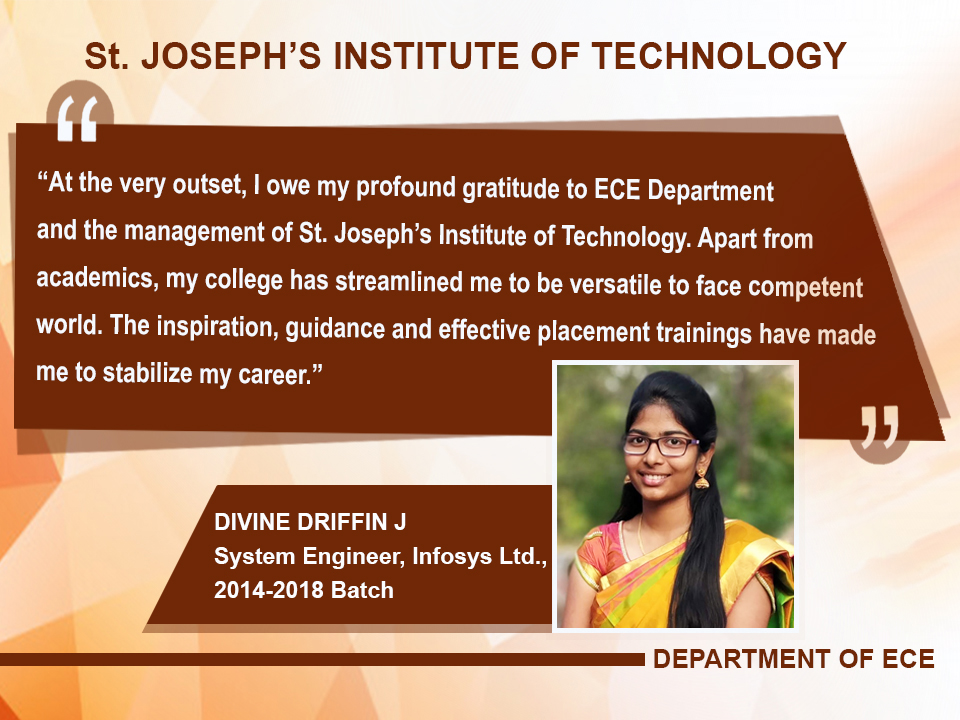 St. JOSEPH’S INSTITUTE OF TECHNOLOGY
“At the very outset, I owe my profound gratitude to ECE Department
and the management of St. Joseph’s Institute of Technology. Apart from
academics, my college has streamlined me to be versatile to face competent
world. The inspiration, guidance and effective placement trainings have made
me to stabilize my career.”
DIVINE DRIFFIN J
System Engineer, Infosys Ltd.,
2014-2018 Batch
DEPARTMENT OF ECE